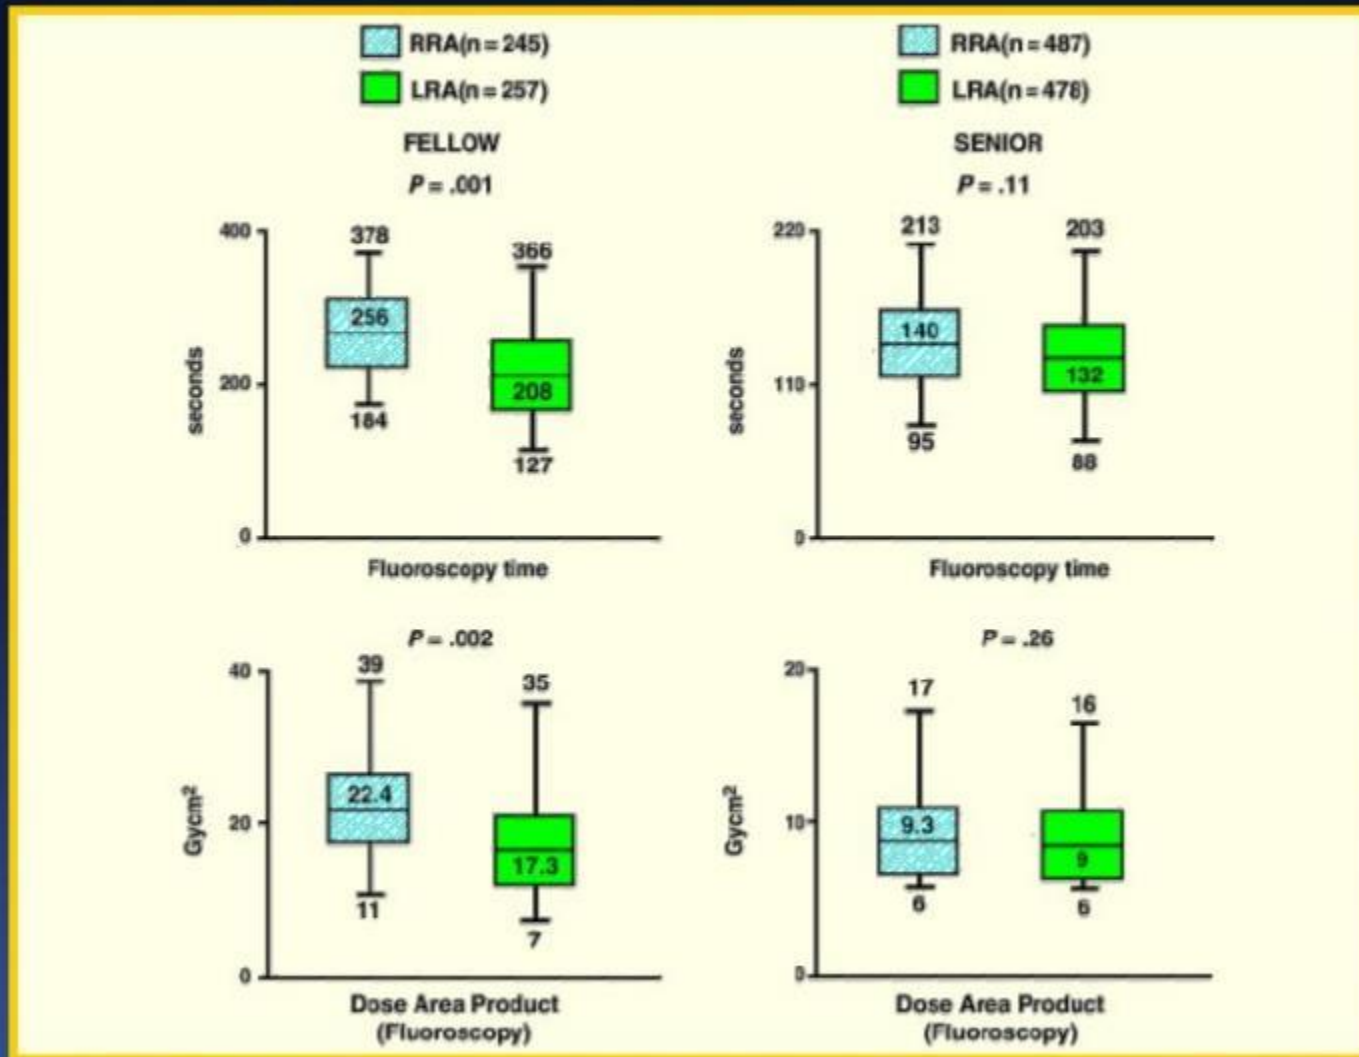 RRA(n=245)
LRA(n=257)
FELLOW
P = .001
400
200
0
seconds
378
256
184
366
208
127
Fluoroscopy time
RRA(n=487)
LRA(n=478)
SENIOR
P = .11
220
110
0
seconds
213
140
95
203
132
88
Fluoroscopy time
P = .002
40
20
0
Gycm²
39
22.4
11
35
17.3
7
Dose Area Product
(Fluoroscopy)
P = .26
20
10
0
Gycm²
17
9.3
6
16
9
6
Dose Area Product
(Fluoroscopy)